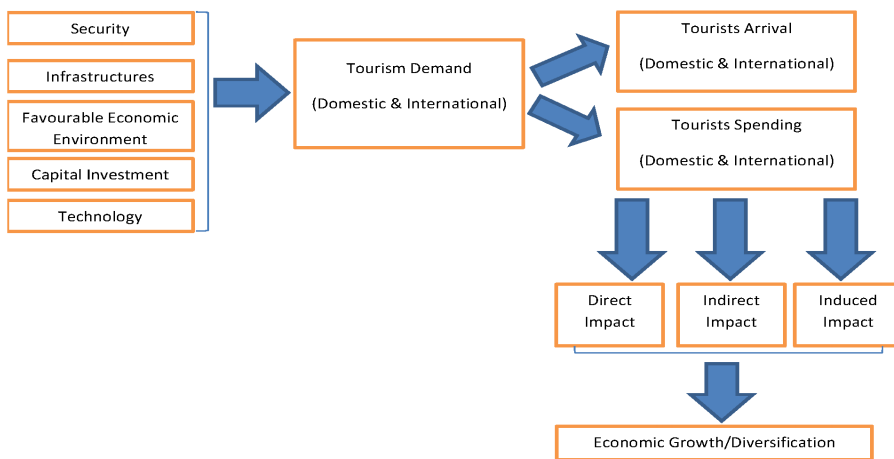 Security
Infrastructures
Favourable Economic
Environment
Capital Investment
Technology
Tourism Demand
(Domestic & International)
Tourists Arrival
(Domestic & International)
Tourists Spending
(Domestic & International)
Direct
Impact
Indirect
Impact
Induced
Impact
Economic Growth/Diversification